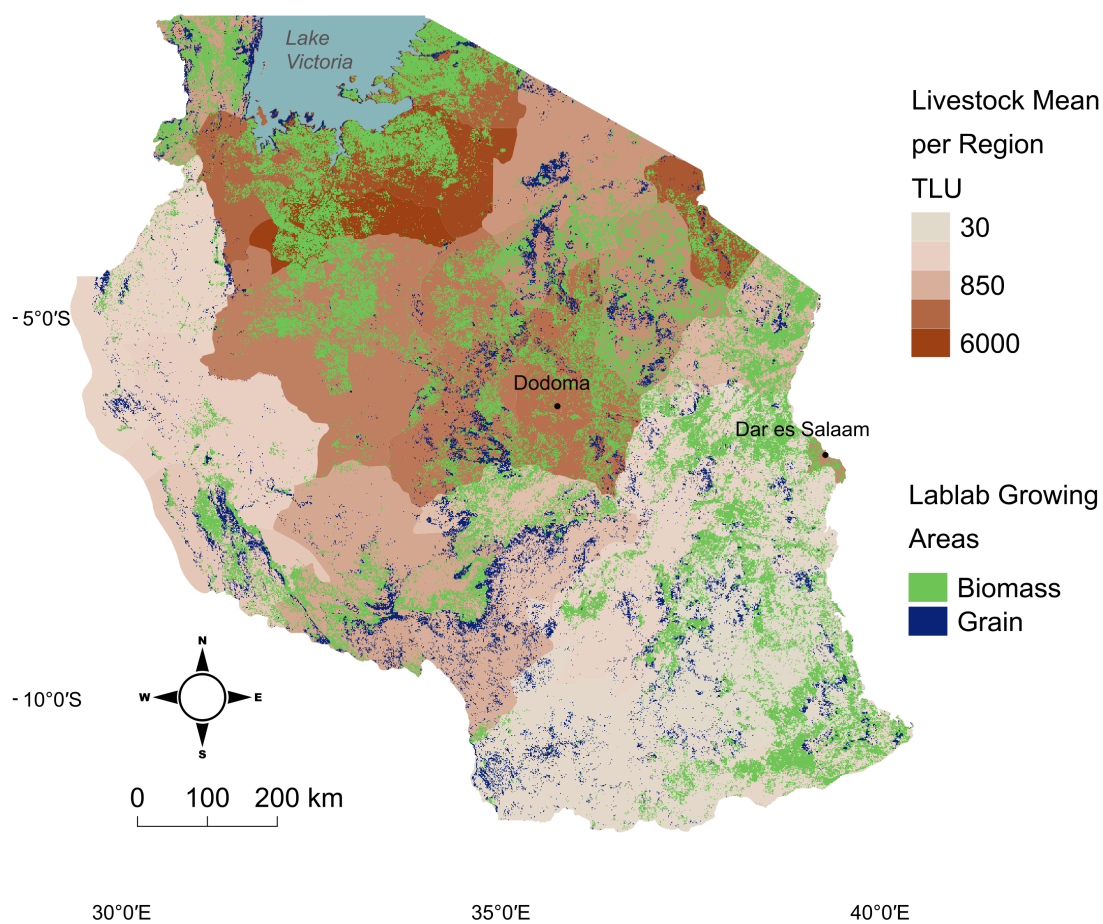 Lake
Victoria
Livestock Mean
per Region
TLU
30
850
6000
- 5°0′S
Dodoma
Dar es Salaam
Lablab Growing
Areas
Biomass
Grain
N
W
E
S
- 10°0′S
0 100 200 km
30°0′E 35°0′E 40°0′E